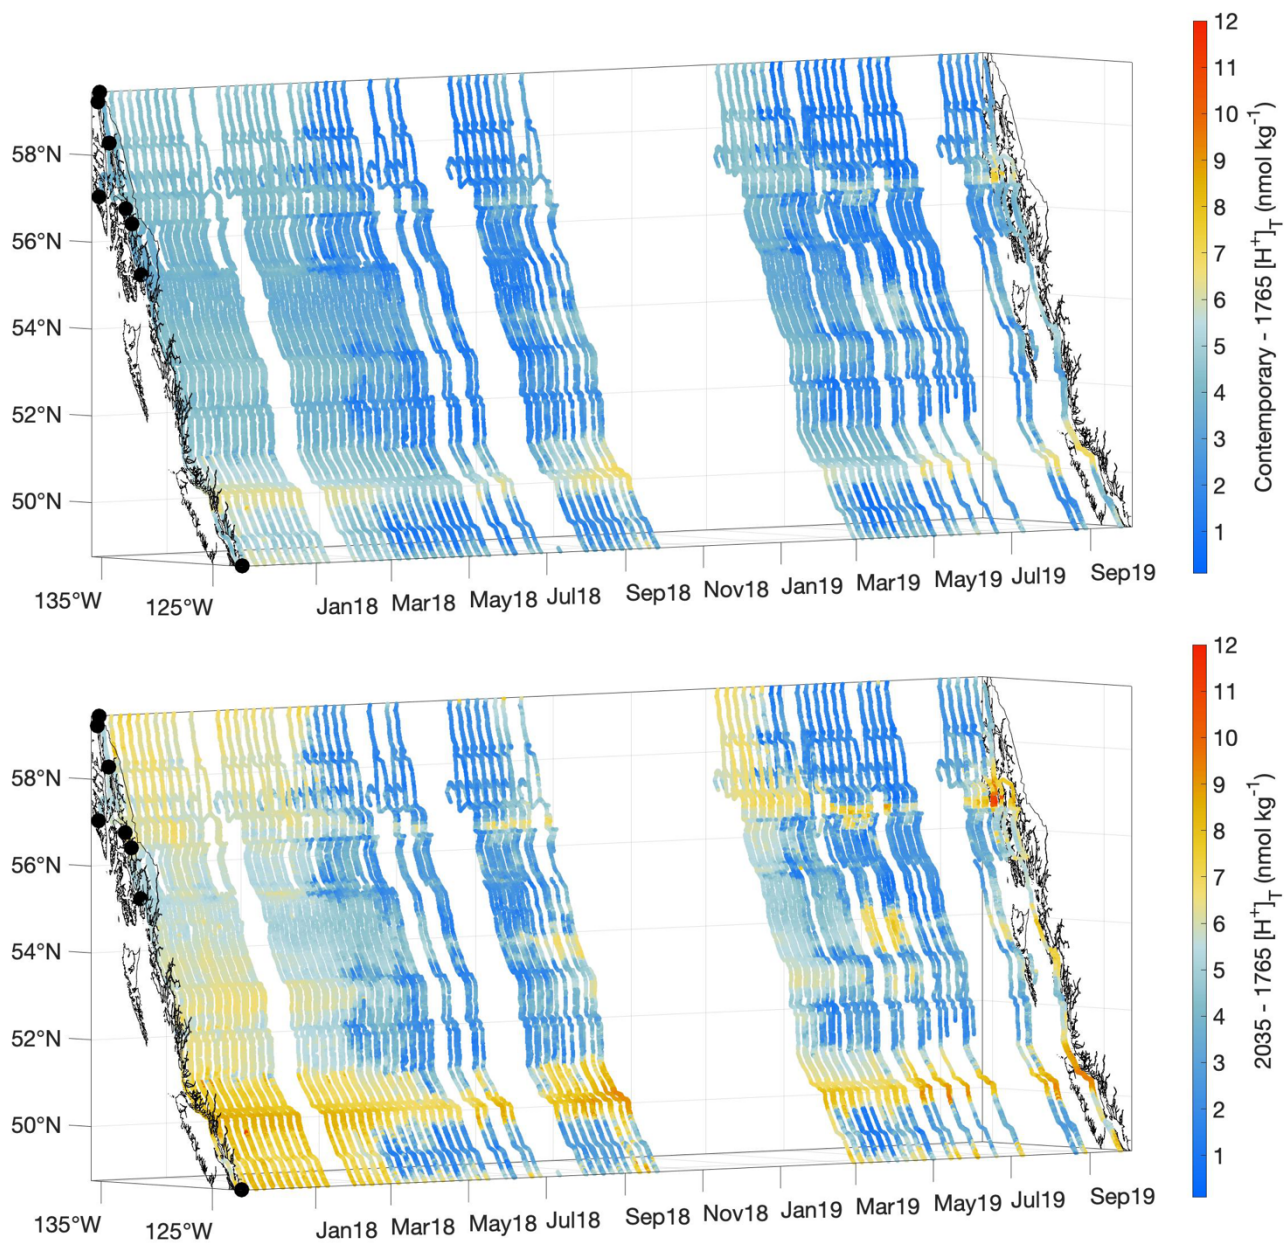 12
11
10
9
8
7
6
5
4
3
2
1
Contemporary - 1765 [H⁺]T (nmol kg⁻¹)
58°N
56°N
54°N
52°N
50°N
135°W
125°W
Jan18 Mar18 May18 Jul18 Sep18 Nov18 Jan19 Mar19 May19 Jul19 Sep19
12
11
10
9
8
7
6
5
4
3
2
1
2035 - 1765 [H⁺]T (nmol kg⁻¹)
58°N
56°N
54°N
52°N
50°N
135°W
125°W
Jan18 Mar18 May18 Jul18 Sep18 Nov18 Jan19 Mar19 May19 Jul19 Sep19